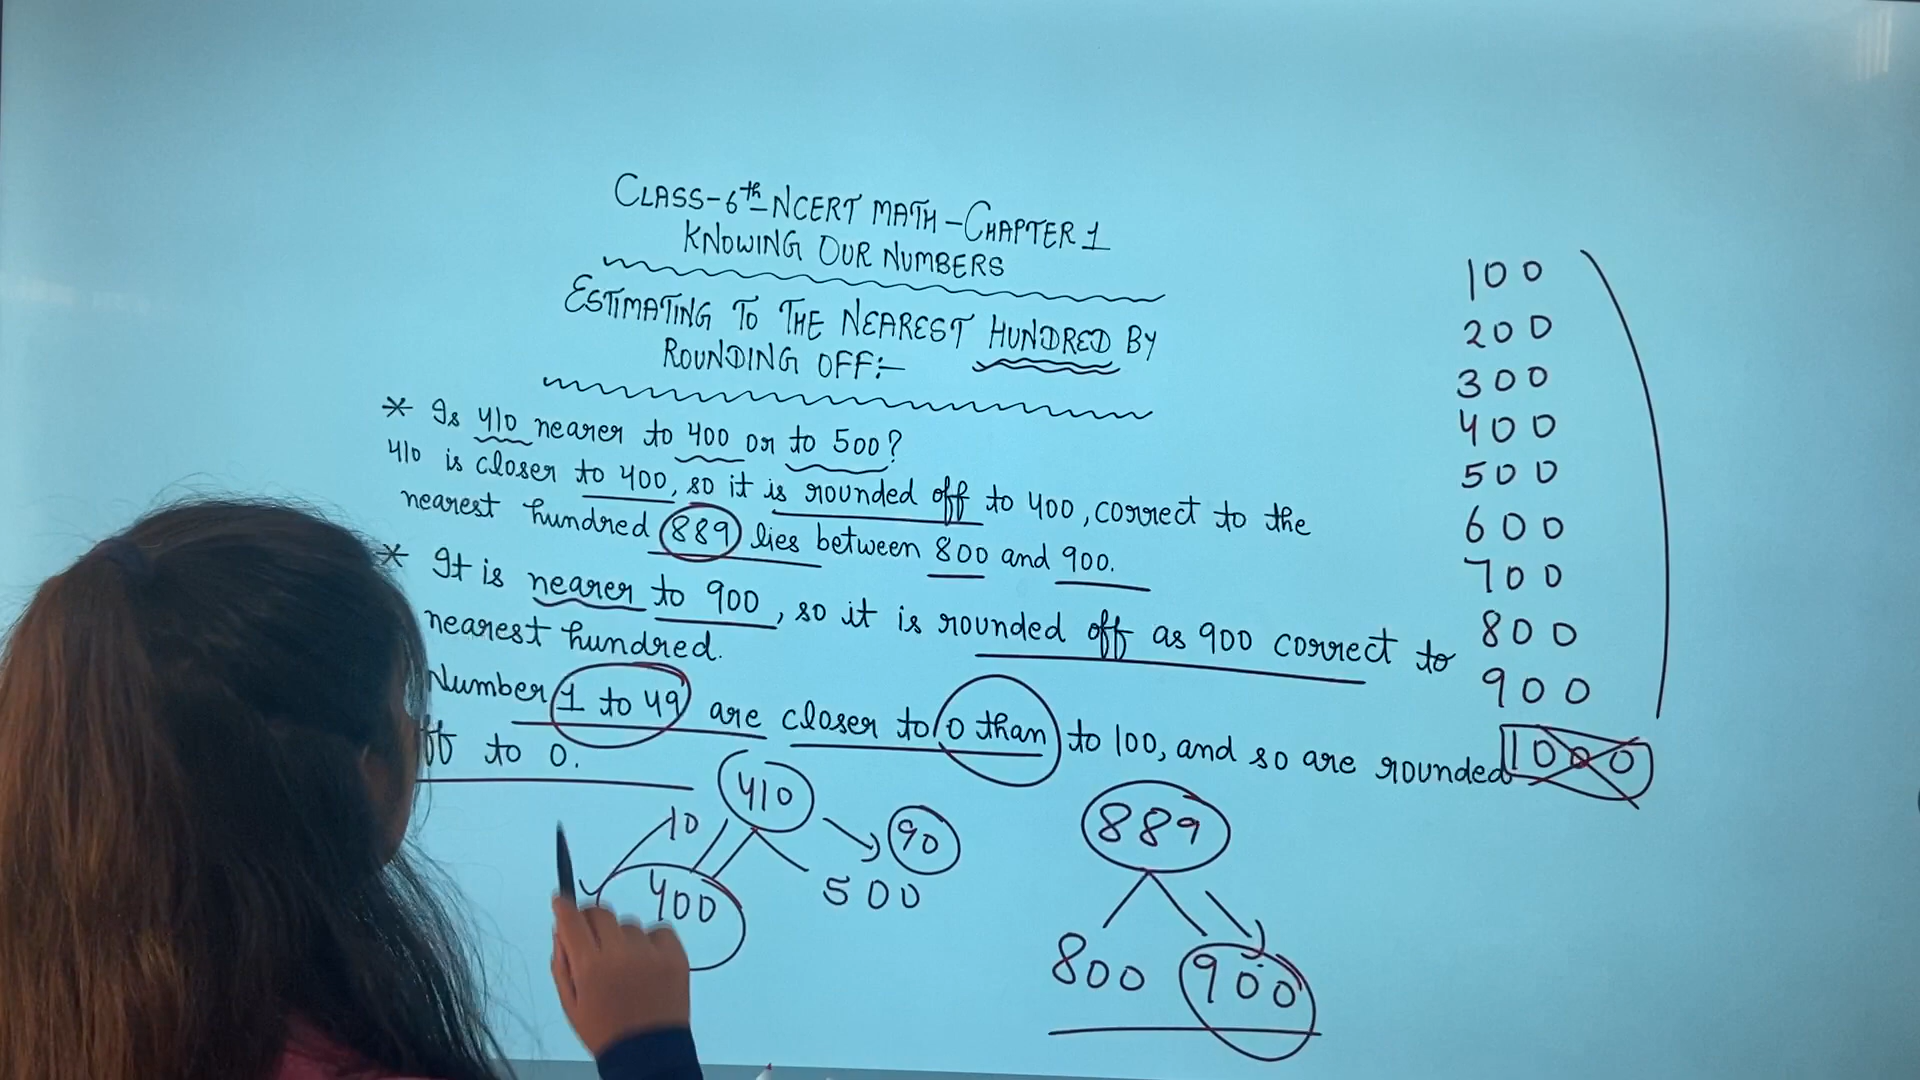 CLASS-6th-NCERT MATH-CHAPTER 1
KNOWING OUR NUMBERS
ESTIMATING TO THE NEAREST HUNDRED BY
ROUNDING OFF:-
* Is 410 nearer to 400 or to 500?
410 is closer to 400, so it is rounded off to 400, correct to the
nearest hundred 889 lies between 800 and 900.
* It is nearer to 900, so it is rounded off as 900 correct to
nearest hundred.
Number 1 to 49 are closer to 0 than to 100, and so are rounded
ff to 0.
410
10
90
400
500
889
800 900
100
200
300
400
500
600
700
800
900
1000